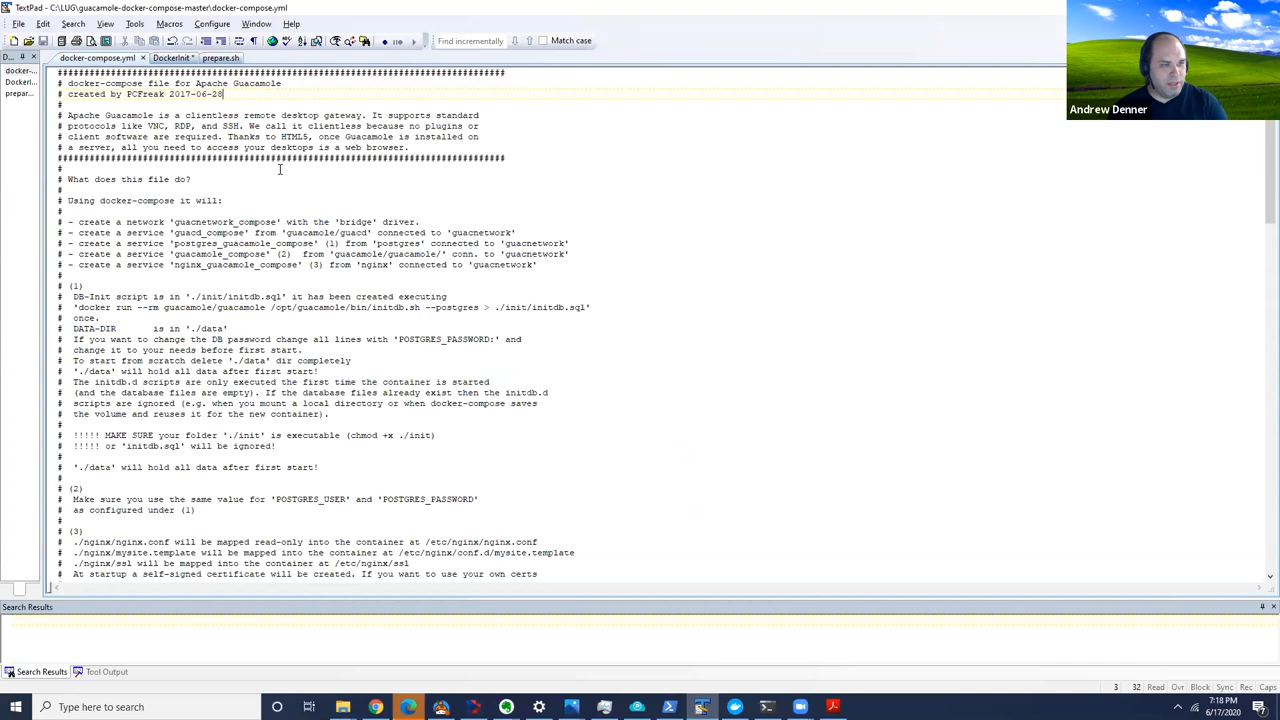 TextPad - C:\LUG\guacamole-docker-compose-master\docker-compose.yml
File Edit Search View Tools Macros Configure Window Help
Find incrementally Match case
D...
docker-compose.yml DockerInit * prepare.sh
docker-...
DockerI...
prepar...
Andrew Denner
#####################################################################################
# docker-compose file for Apache Guacamole
# created by PCFreak 2017-06-28
#
# Apache Guacamole is a clientless remote desktop gateway. It supports standard
# protocols like VNC, RDP, and SSH. We call it clientless because no plugins or
# client software are required. Thanks to HTML5, once Guacamole is installed on
# a server, all you need to access your desktops is a web browser.
#####################################################################################
#
# What does this file do?
#
# Using docker-compose it will:
#
# - create a network 'guacnetwork_compose' with the 'bridge' driver.
# - create a service 'guacd_compose' from 'guacamole/guacd' connected to 'guacnetwork'
# - create a service 'postgres_guacamole_compose' (1) from 'postgres' connected to 'guacnetwork'
# - create a service 'guacamole_compose' (2)  from 'guacamole/guacamole/' conn. to 'guacnetwork'
# - create a service 'nginx_guacamole_compose' (3) from 'nginx' connected to 'guacnetwork'
#
# (1)
#  DB-Init script is in './init/initdb.sql' it has been created executing
#  'docker run --rm guacamole/guacamole /opt/guacamole/bin/initdb.sh --postgres > ./init/initdb.sql'
#  once.
#  DATA-DIR       is in './data'
#  If you want to change the DB password change all lines with 'POSTGRES_PASSWORD:' and
#  change it to your needs before first start.
#  To start from scratch delete './data' dir completely
#  './data' will hold all data after first start!
#  The initdb.d scripts are only executed the first time the container is started
#  (and the database files are empty). If the database files already exist then the initdb.d
#  scripts are ignored (e.g. when you mount a local directory or when docker-compose saves
#  the volume and reuses it for the new container).
#
#  !!!!! MAKE SURE your folder './init' is executable (chmod +x ./init)
#  !!!!! or 'initdb.sql' will be ignored!
#
#  './data' will hold all data after first start!
#
# (2)
#  Make sure you use the same value for 'POSTGRES_USER' and 'POSTGRES_PASSWORD'
#  as configured under (1)
#
# (3)
#  ./nginx/nginx.conf will be mapped read-only into the container at /etc/nginx/nginx.conf
#  ./nginx/mysite.template will be mapped into the container at /etc/nginx/conf.d/mysite.template
#  ./nginx/ssl will be mapped into the container at /etc/nginx/ssl
#  At startup a self-signed certificate will be created. If you want to use your own certs
Search Results
Search Results Tool Output
3 32 Read Ovr Block Sync Rec Caps
Type here to search
7:18 PM
6/17/2020